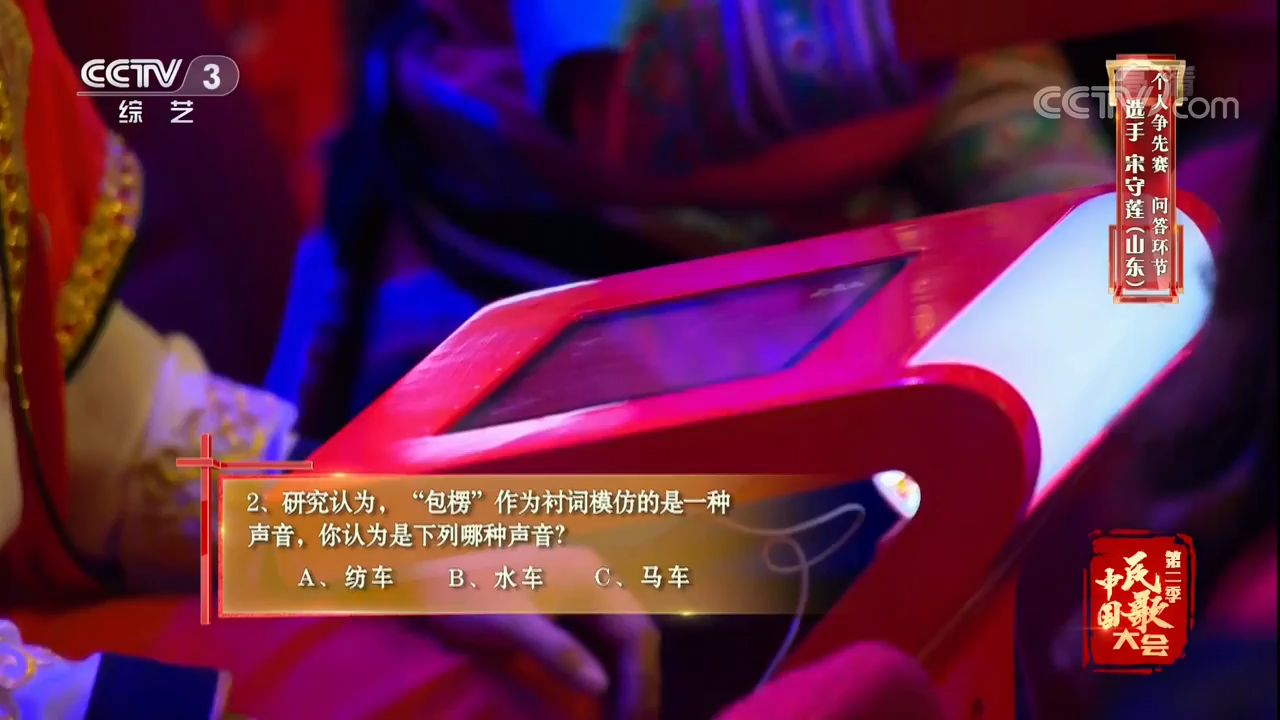 CCTV 3
综艺
CCTV.com
个人争先赛 问答环节
选手 宋守莲（山东）
2、研究认为，“包楞”作为衬词模仿的是一种
声音，你认为是下列哪种声音？
A、纺车 B、水车 C、马车
第二季
中国
民歌
大会